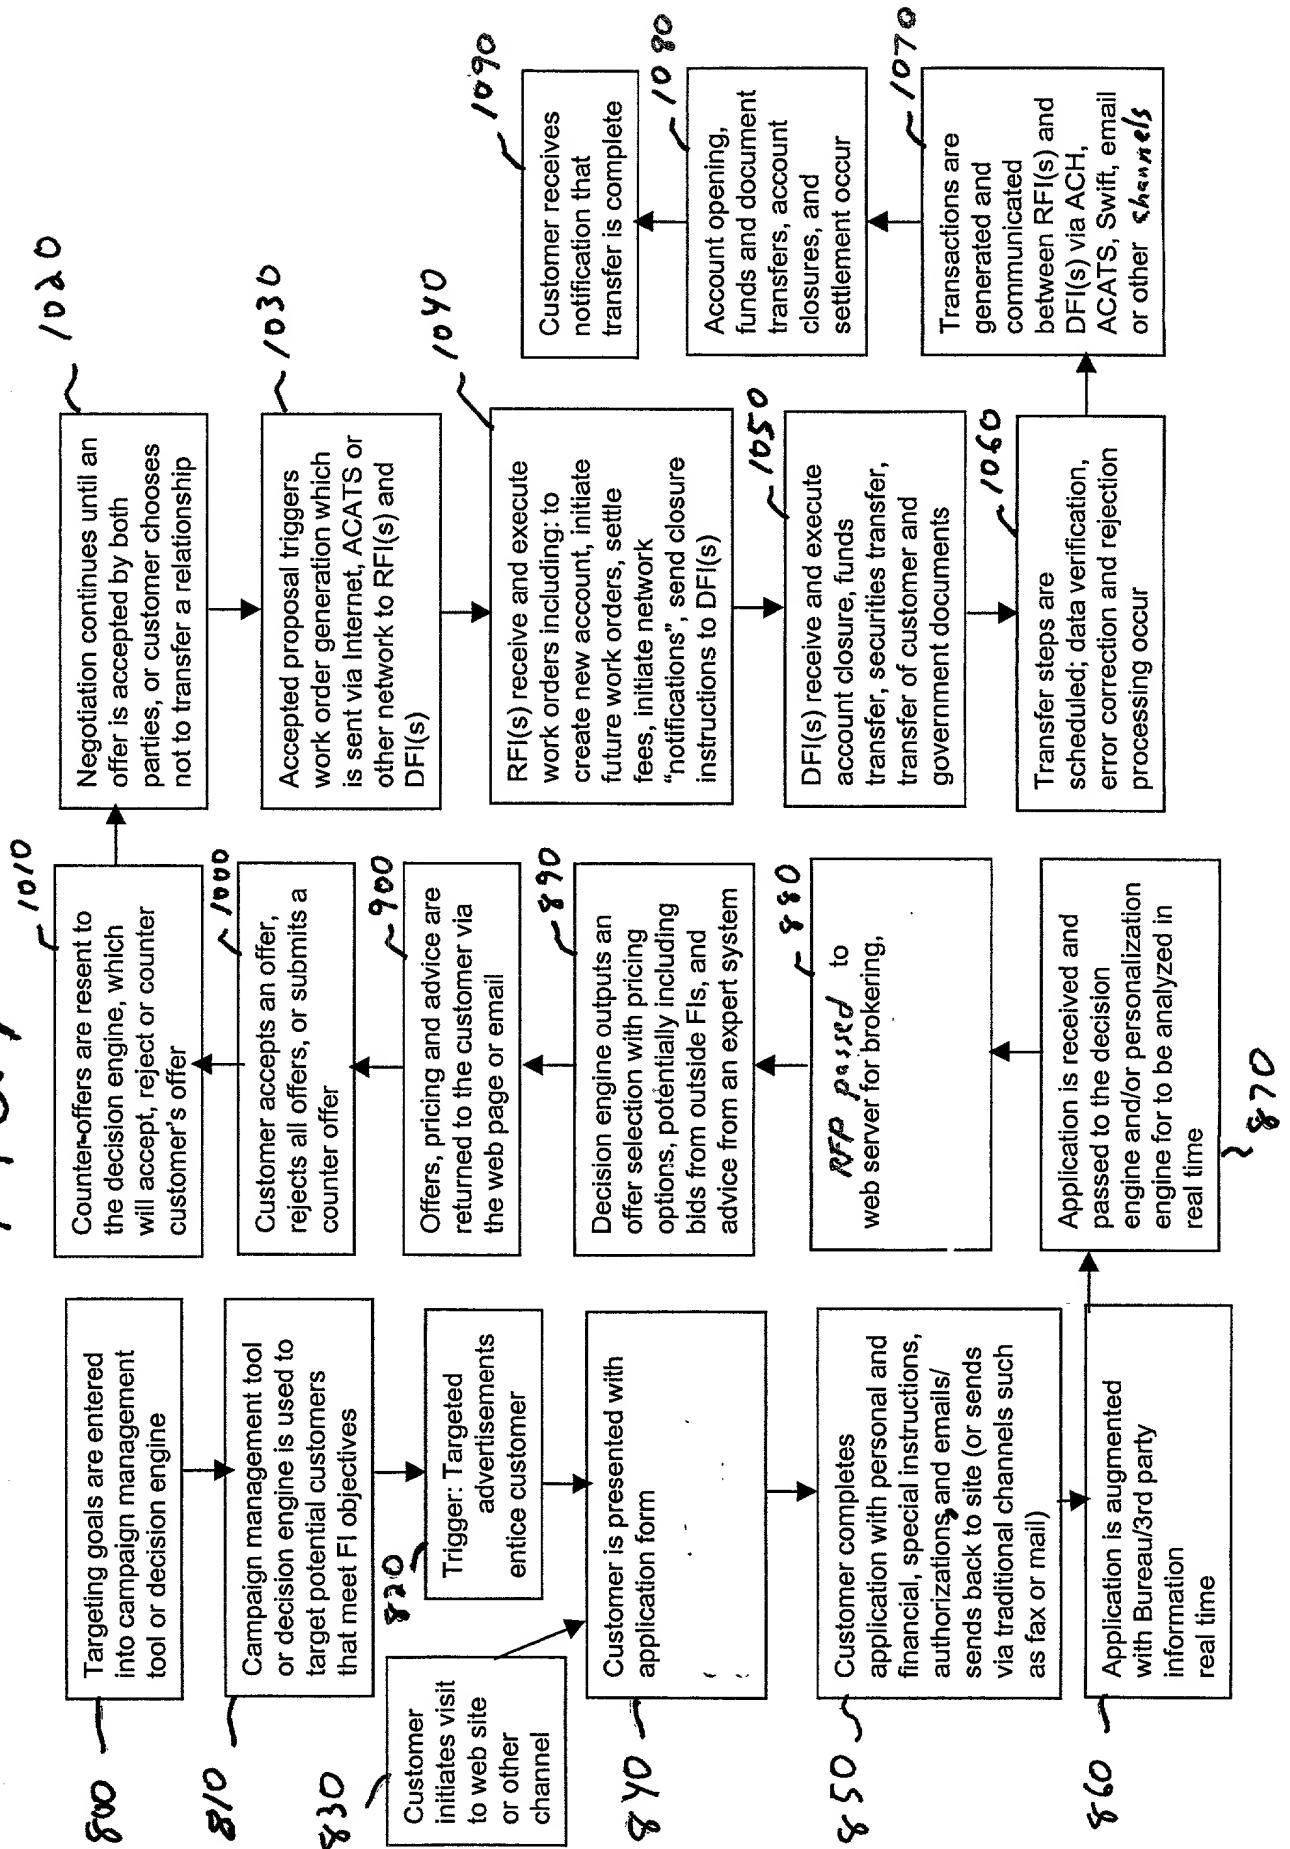 800
Targeting goals are entered
into campaign management
tool or decision engine
810
Campaign management tool
or decision engine is used to
target potential customers
that meet FI objectives
820
Trigger: Targeted
advertisements
entice customer
830
Customer
initiates visit
to web site
or other
channel
840
Customer is presented with
application form
850
Customer completes
application with personal and
financial, special instructions,
authorizations, and emails/
sends back to site (or sends
via traditional channels such
as fax or mail)
860
Application is augmented
with Bureau/3rd party
information
real time
870
Application is received and
passed to the decision
engine and/or personalization
engine for to be analyzed in
real time
880
RFP passed to
web server for brokering,
890
Decision engine outputs an
offer selection with pricing
options, potentially including
bids from outside FIs, and
advice from an expert system
900
Offers, pricing and advice are
returned to the customer via
the web page or email
1000
Customer accepts an offer,
rejects all offers, or submits a
counter offer
1010
Counter-offers are resent to
the decision engine, which
will accept, reject or counter
customer's offer
1020
Negotiation continues until an
offer is accepted by both
parties, or customer chooses
not to transfer a relationship
1030
Accepted proposal triggers
work order generation which
is sent via Internet, ACATS or
other network to RFI(s) and
DFI(s)
1040
RFI(s) receive and execute
work orders including: to
create new account, initiate
future work orders, settle
fees, initiate network
“notifications”, send closure
instructions to DFI(s)
1050
DFI(s) receive and execute
account closure, funds
transfer, securities transfer,
transfer of customer and
government documents
1060
Transfer steps are
scheduled; data verification,
error correction and rejection
processing occur
1070
Transactions are
generated and
communicated
between RFI(s) and
DFI(s) via ACH,
ACATS, Swift, email
or other channels
1080
Account opening,
funds and document
transfers, account
closures, and
settlement occur
1090
Customer receives
notification that
transfer is complete